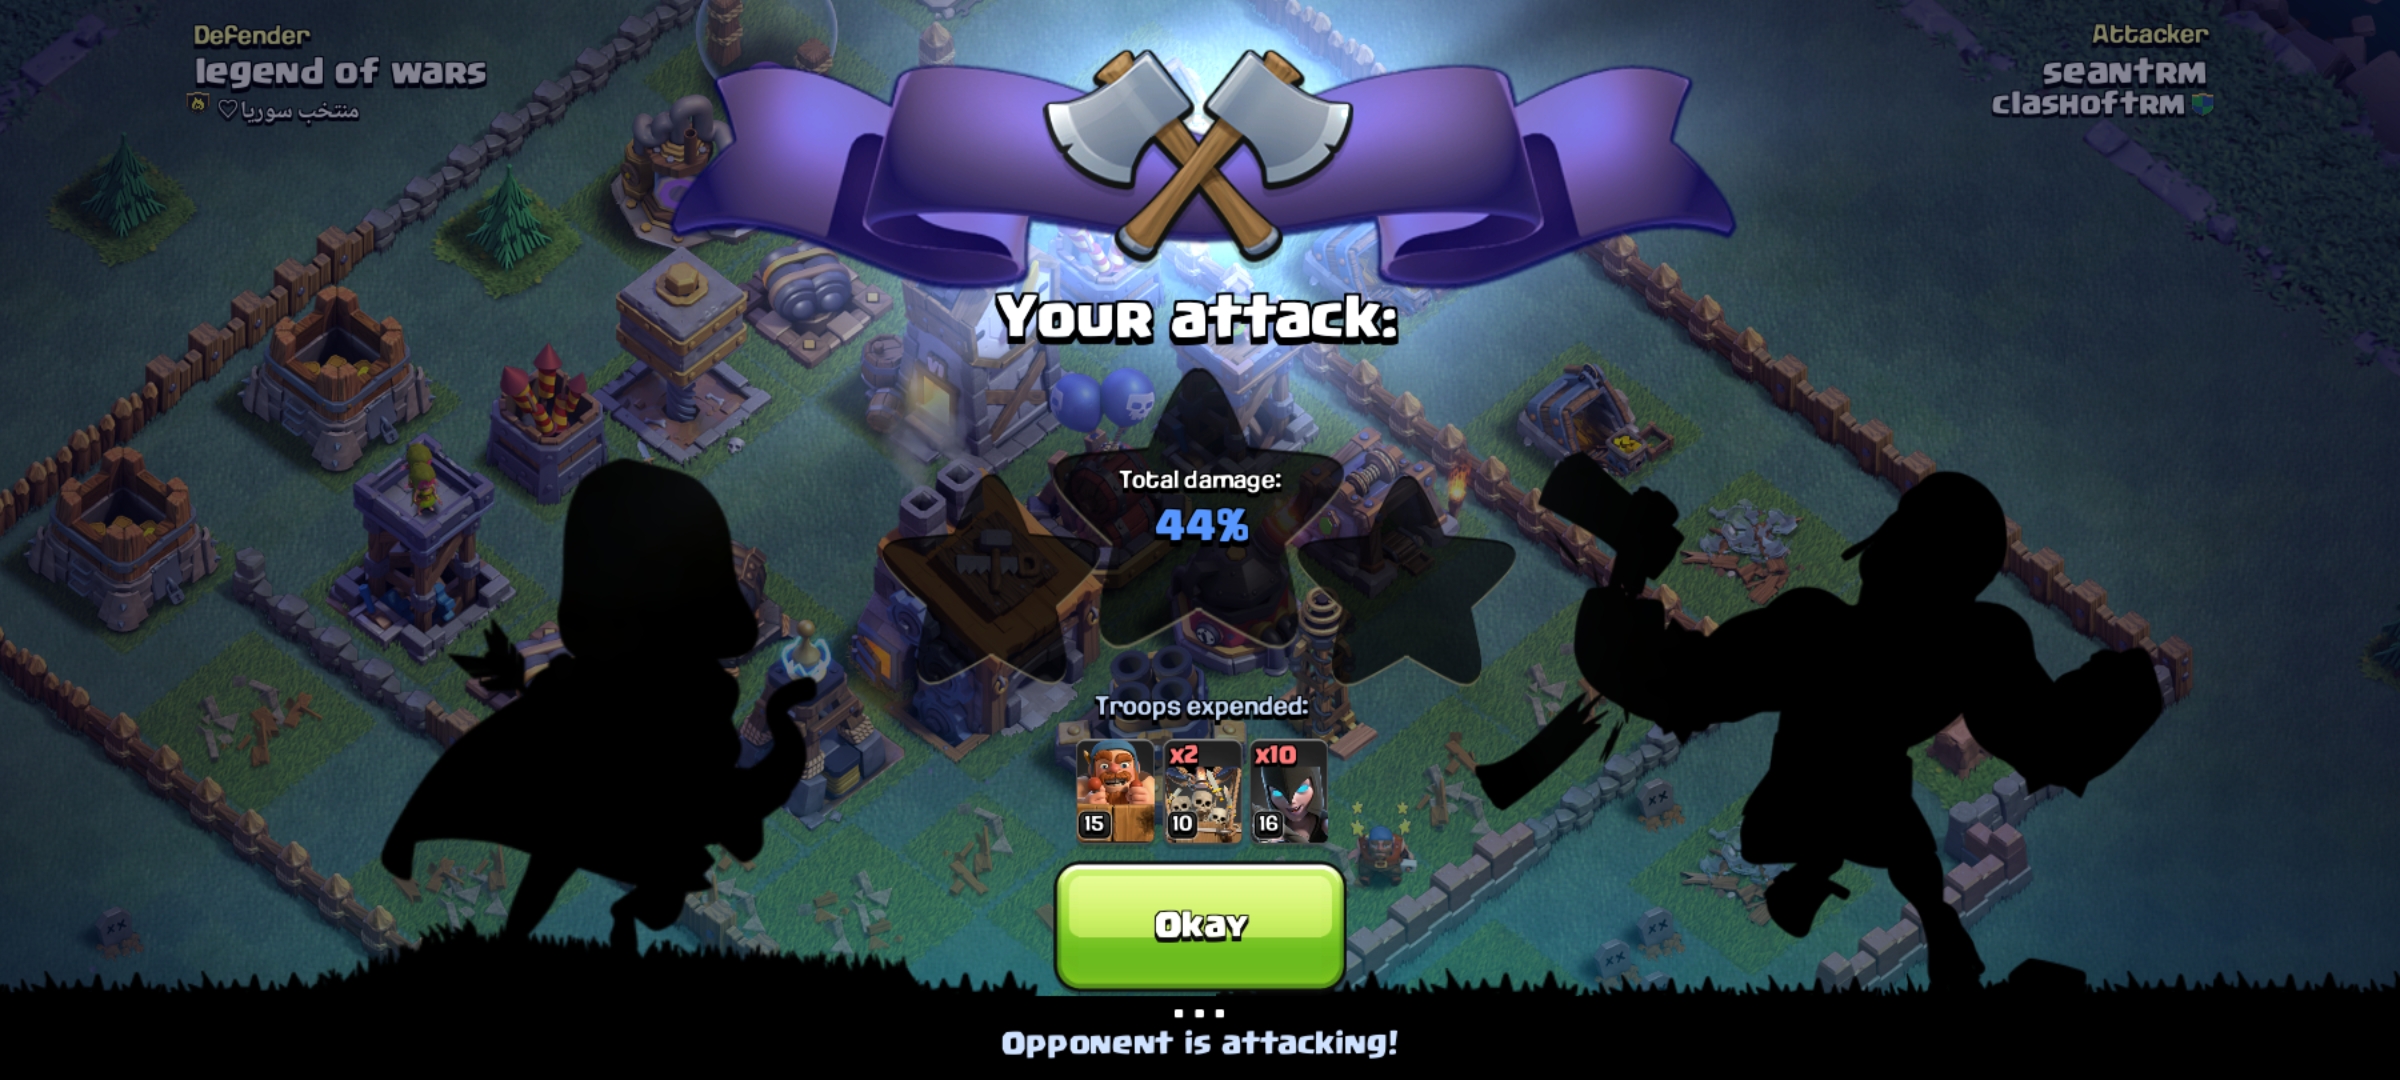 Defender
legend of wars
منتخب سوريا♡
Attacker
seantRM
clashoftRM
Your attack:
Total damage:
44%
Troops expended:
x2
x10
15
10
16
Okay
...
Opponent is attacking!